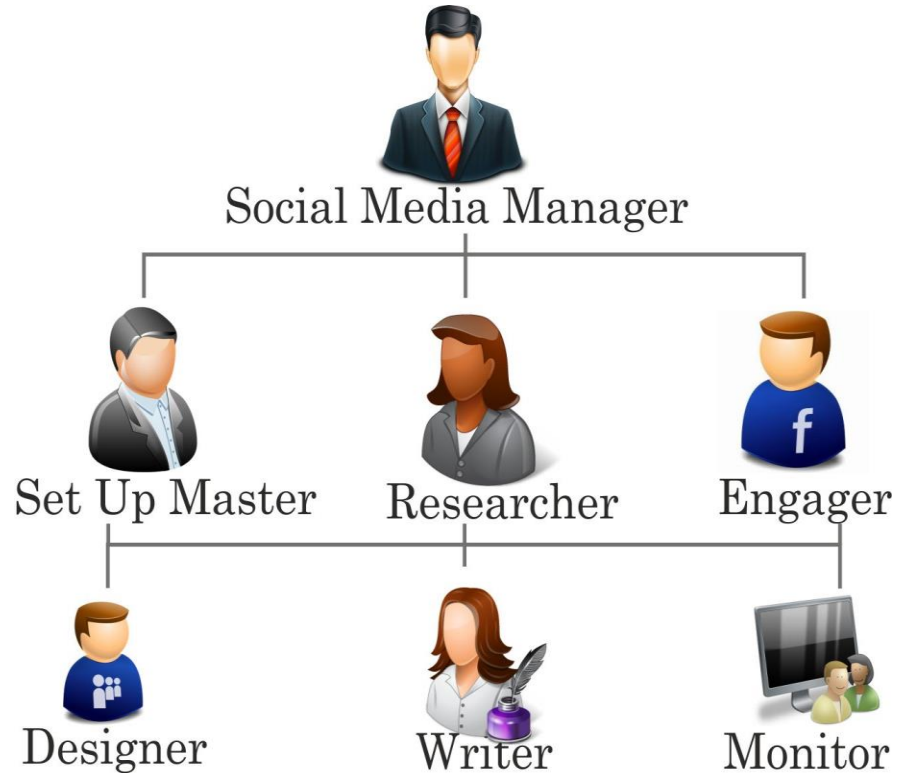 Social Media Manager
Set Up Master
Researcher
f
Engager
Designer
Writer
Monitor